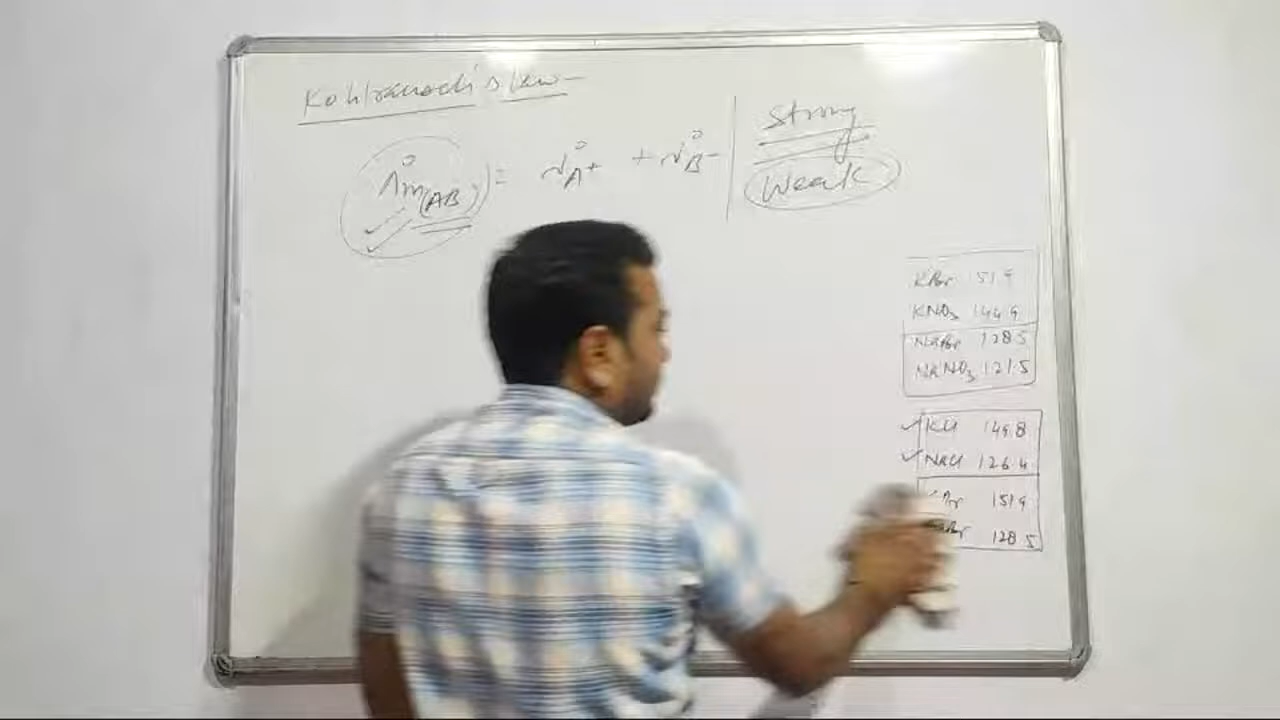 Kohlrausch's law-
Λ°m(AB) = λ°A+ + λ°B-
Strong
Weak
KBr 151.9
KNO3 144.9
NaBr 128.5
NaNO3 121.5
KCl 149.8
NaCl 126.4
KBr 151.9
128.5